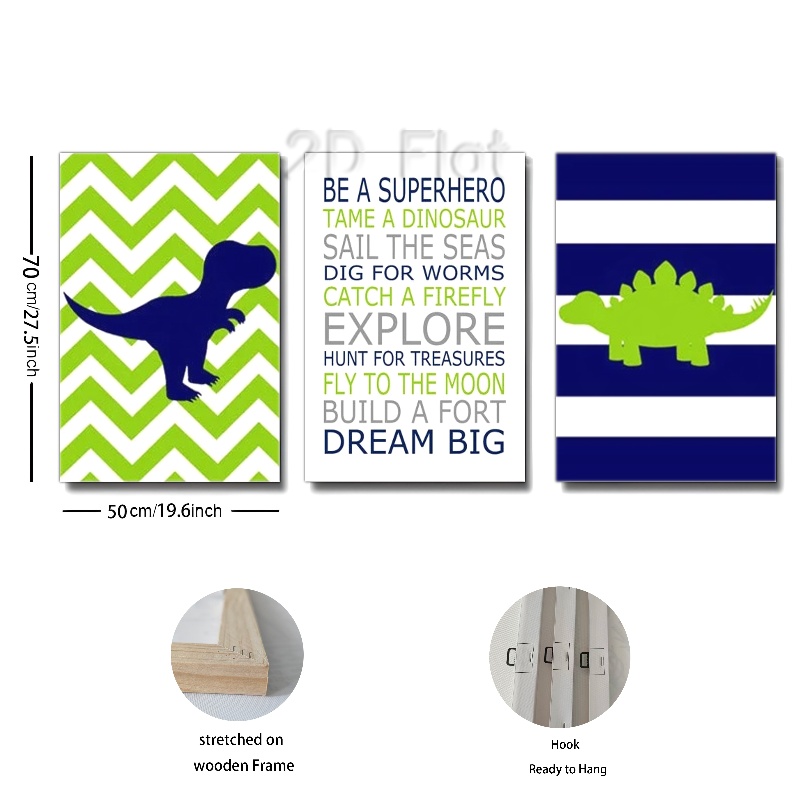 2D Flat
BE A SUPERHERO
TAME A DINOSAUR
SAIL THE SEAS
DIG FOR WORMS
CATCH A FIREFLY
EXPLORE
HUNT FOR TREASURES
FLY TO THE MOON
BUILD A FORT
DREAM BIG
70 cm/27.5inch
50 cm/19.6inch
stretched on
wooden Frame
Hook
Ready to Hang